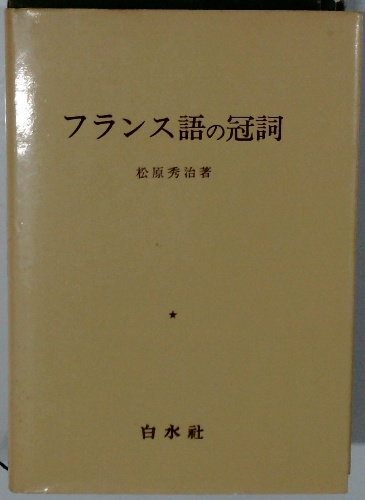 フランス語の冠詞
松原秀治著
★
白水社